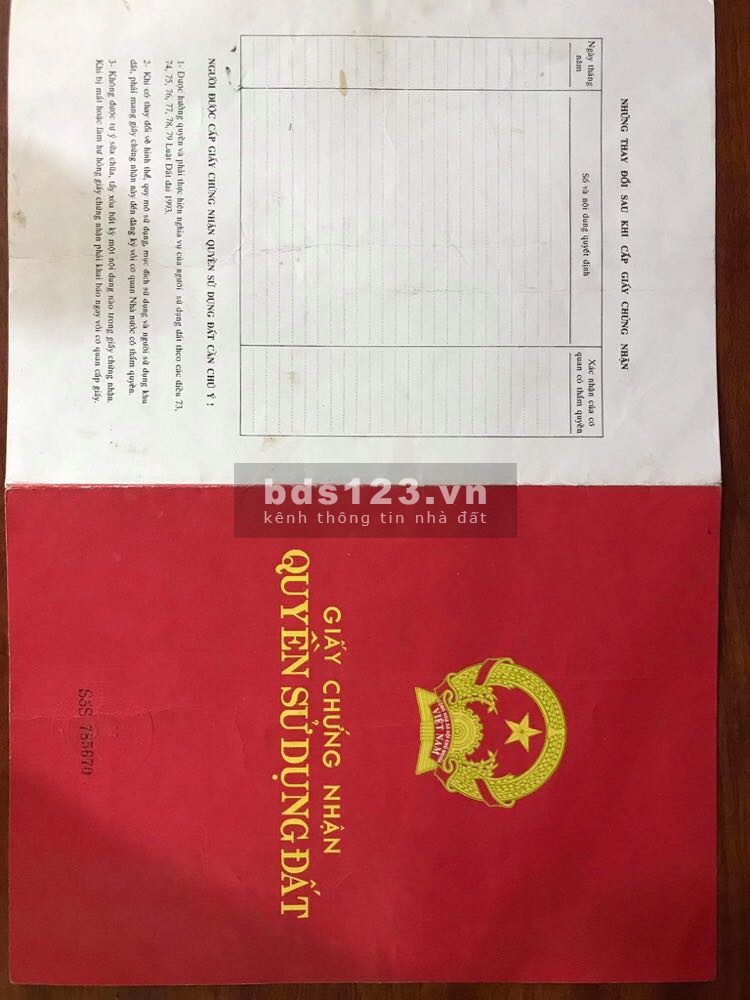 NHỮNG THAY ĐỔI SAU KHI CẤP GIẤY CHỨNG NHẬN
Ngày tháng năm
Số và nội dung quyết định
Xác nhận của cơ quan có thẩm quyền
NGƯỜI ĐƯỢC CẤP GIẤY CHỨNG NHẬN QUYỀN SỬ DỤNG ĐẤT CẦN CHÚ Ý !
1- Được hưởng quyền và phải thực hiện nghĩa vụ của người sử dụng đất theo các điều 73,
74, 75, 76, 77, 78, 79 Luật Đất đai 1993.
2- Khi có thay đổi về hình thể, quy mô sử dụng, mục đích sử dụng và người sử dụng khu
đất, phải mang giấy chứng nhận này đến đăng ký với cơ quan Nhà nước có thẩm quyền.
3- Không được tự ý sửa chữa, tẩy xóa bất kỳ một nội dung nào trong giấy chứng nhận.
Khi bị mất hoặc làm hư hỏng giấy chứng nhận phải khai báo ngay với cơ quan cấp giấy.
bds123.vn
kênh thông tin nhà đất
CỘNG HÒA XÃ HỘI CHỦ NGHĨA
VIỆT NAM
GIẤY CHỨNG NHẬN
QUYỀN SỬ DỤNG ĐẤT
SốS 785670